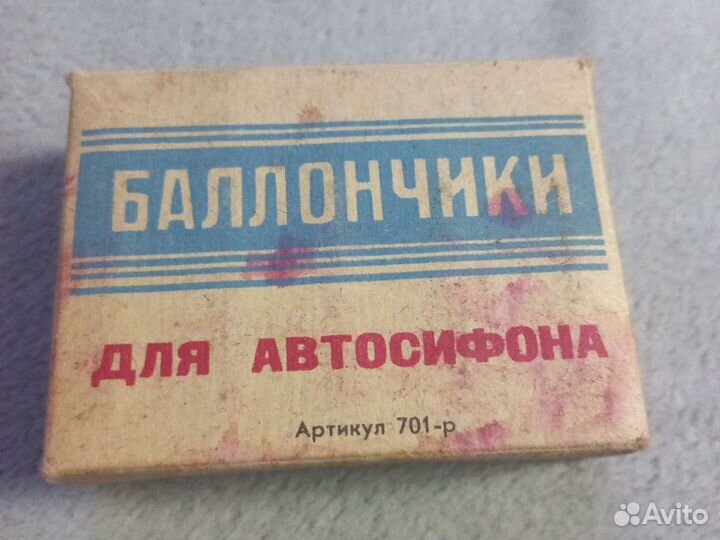 БАЛЛОНЧИКИ
ДЛЯ АВТОСИФОНА
Артикул 701-р
Avito